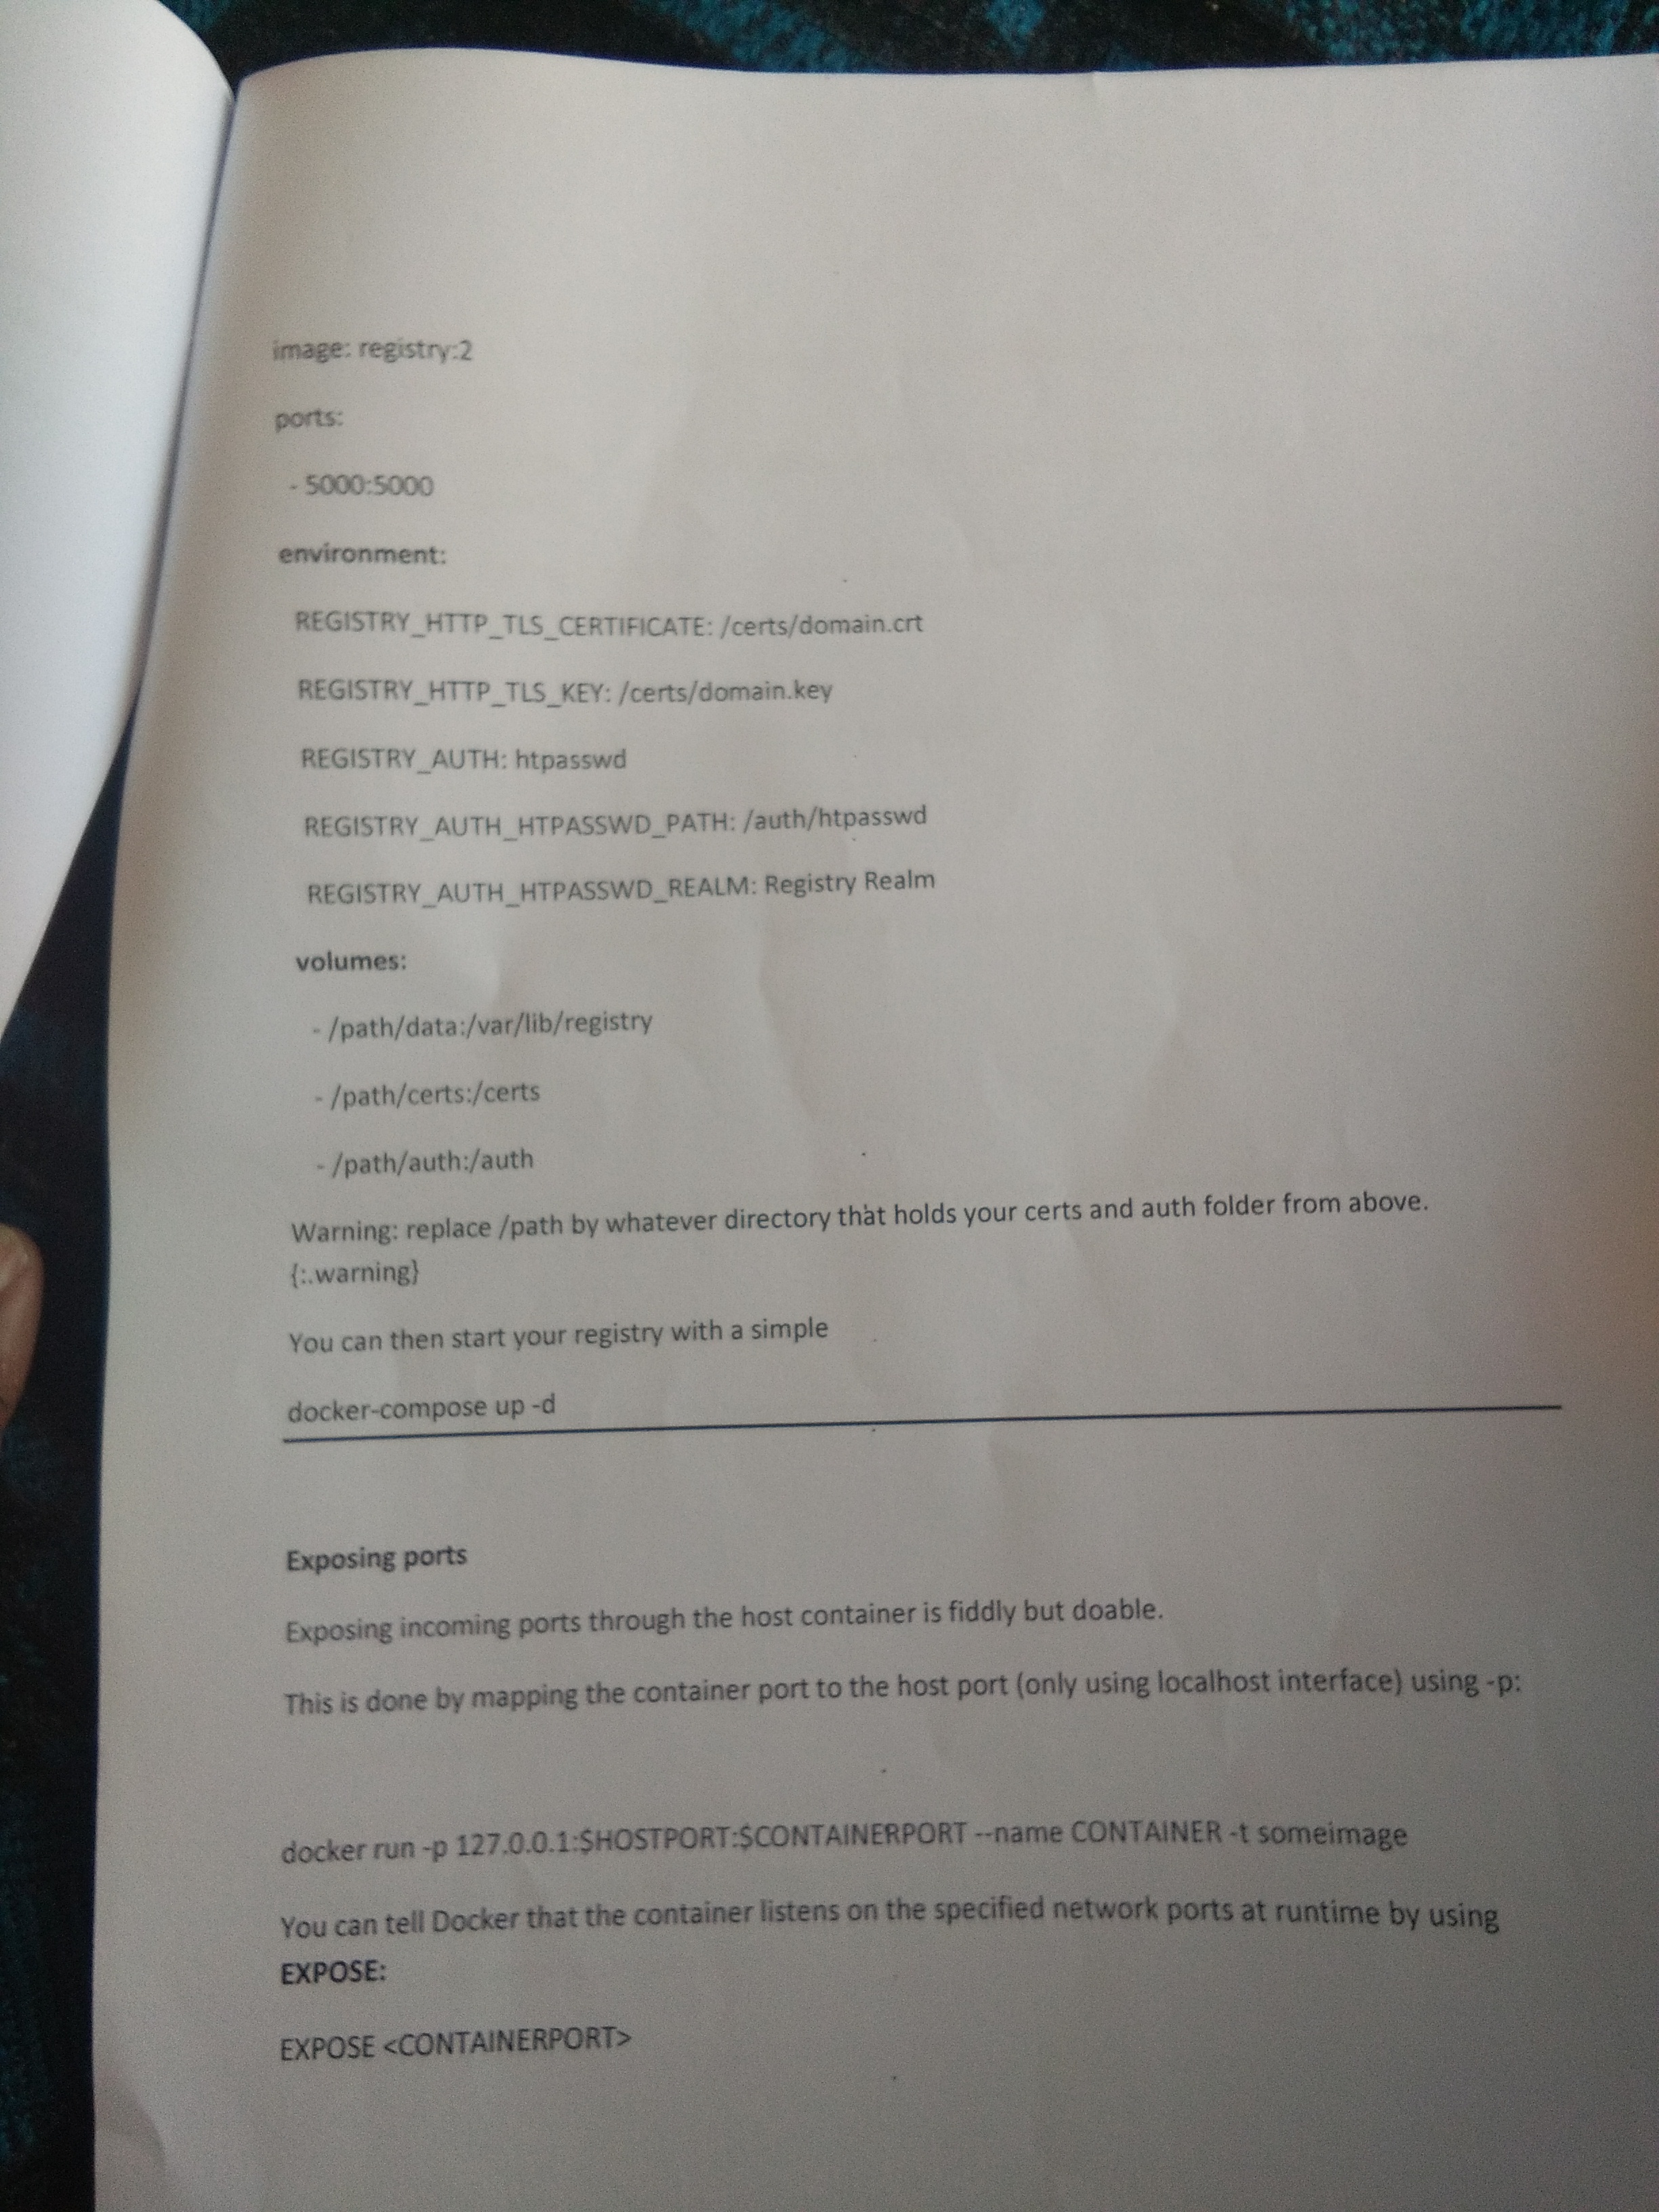 image: registry:2
ports:
- 5000:5000
environment:
REGISTRY_HTTP_TLS_CERTIFICATE: /certs/domain.crt
REGISTRY_HTTP_TLS_KEY: /certs/domain.key
REGISTRY_AUTH: htpasswd
REGISTRY_AUTH_HTPASSWD_PATH: /auth/htpasswd
REGISTRY_AUTH_HTPASSWD_REALM: Registry Realm
volumes:
- /path/data:/var/lib/registry
- /path/certs:/certs
- /path/auth:/auth
Warning: replace /path by whatever directory that holds your certs and auth folder from above.
{:.warning}
You can then start your registry with a simple
docker-compose up -d
Exposing ports
Exposing incoming ports through the host container is fiddly but doable.
This is done by mapping the container port to the host port (only using localhost interface) using -p:
docker run -p 127.0.0.1:$HOSTPORT:$CONTAINERPORT --name CONTAINER -t someimage
You can tell Docker that the container listens on the specified network ports at runtime by using
EXPOSE:
EXPOSE <CONTAINERPORT>